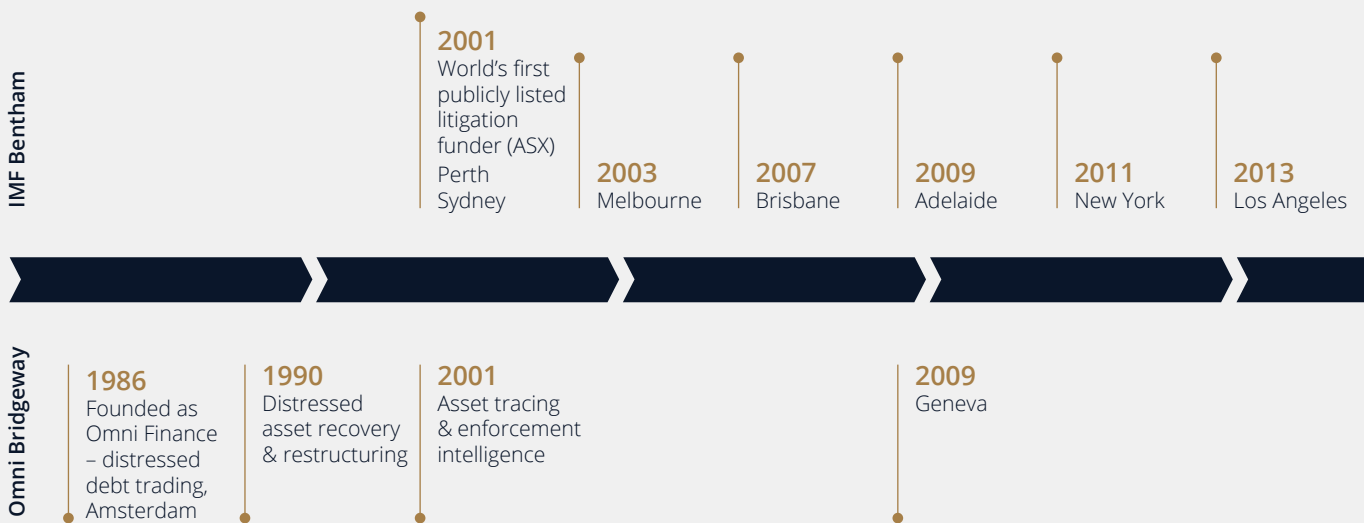 IMF Bentham
2001
World's first
publicly listed
litigation
funder (ASX)
Perth
Sydney
2003
Melbourne
2007
Brisbane
2009
Adelaide
2011
New York
2013
Los Angeles
Omni Bridgeway
1986
Founded as
Omni Finance
– distressed
debt trading,
Amsterdam
1990
Distressed
asset recovery
& restructuring
2001
Asset tracing
& enforcement
intelligence
2009
Geneva